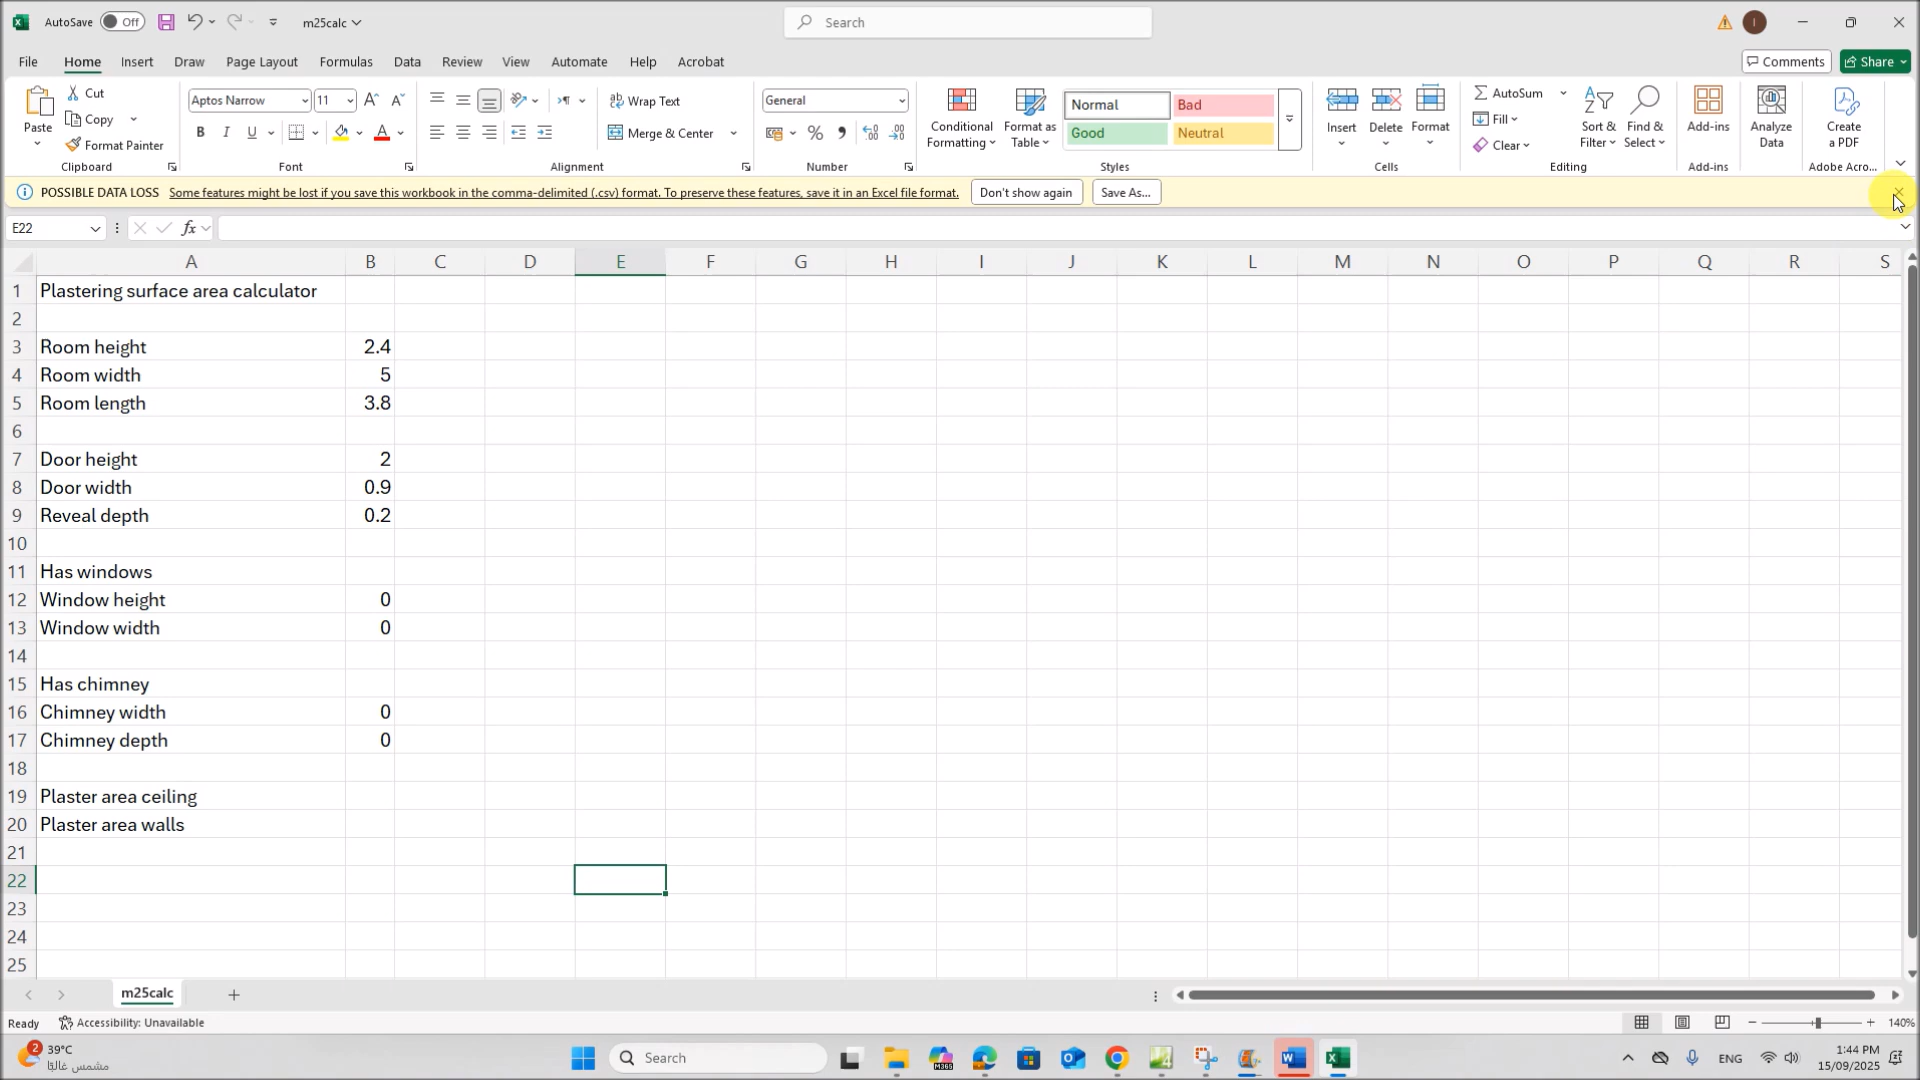 AutoSave Off m25calc Search
File Home Insert Draw Page Layout Formulas Data Review View Automate Help Acrobat Comments Share
Paste Cut Copy Format Painter Clipboard
Aptos Narrow 11 B I U A Font
Wrap Text Merge & Center Alignment
General % Number
Conditional Formatting Format as Table Normal Bad Good Neutral Styles
Insert Delete Format Cells
AutoSum Fill Clear Sort & Filter Find & Select Editing
Add-ins Add-ins
Analyze Data
Create a PDF Adobe Acro...
POSSIBLE DATA LOSS Some features might be lost if you save this workbook in the comma-delimited (.csv) format. To preserve these features, save it in an Excel file format. Don't show again Save As...
E22 fx
A B C D E F G H I J K L M N O P Q R S
1 Plastering surface area calculator
2
3 Room height 2.4
4 Room width 5
5 Room length 3.8
6
7 Door height 2
8 Door width 0.9
9 Reveal depth 0.2
10
11 Has windows
12 Window height 0
13 Window width 0
14
15 Has chimney
16 Chimney width 0
17 Chimney depth 0
18
19 Plaster area ceiling
20 Plaster area walls
21
22
23
24
25
m25calc
Ready Accessibility: Unavailable 140%
2 39°C Search M365 ENG 1:44 PM
مشمس غالبًا 15/09/2025